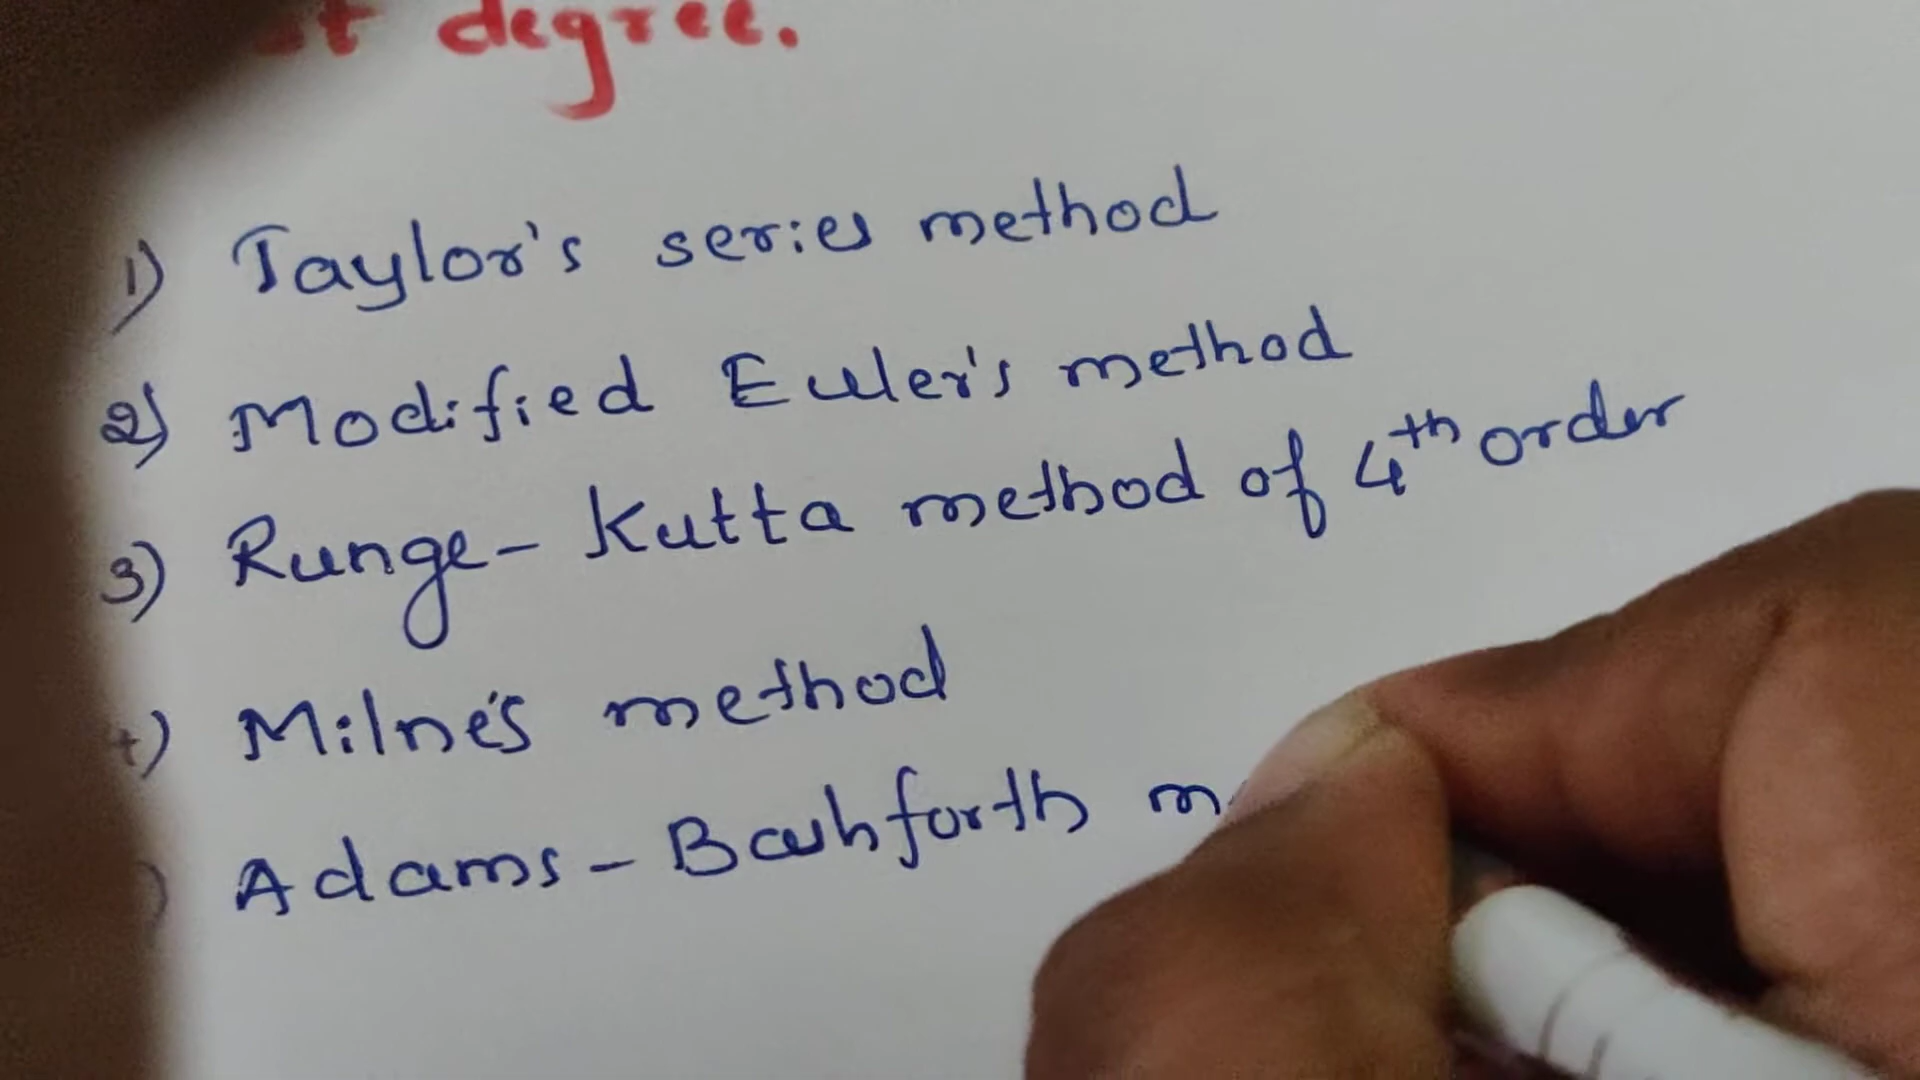 degree.
1) Taylor's series method
2) Modified Euler's method
3) Runge - Kutta method of 4th order
) Milne's method
) Adams - Bashforth